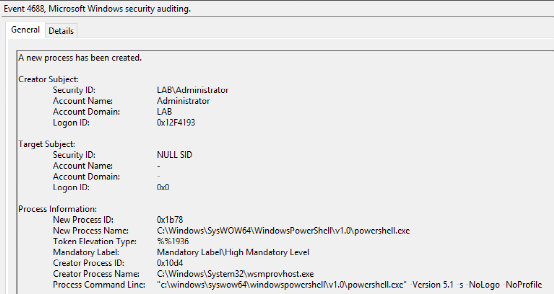 Event 4688, Microsoft Windows security auditing.
General Details
A new process has been created.
Creator Subject:
Security ID: LAB\Administrator
Account Name: Administrator
Account Domain: LAB
Logon ID: 0x12F4193
Target Subject:
Security ID: NULL SID
Account Name: -
Account Domain: -
Logon ID: 0x0
Process Information:
New Process ID: 0x1b78
New Process Name: C:\Windows\SysWOW64\WindowsPowerShell\v1.0\powershell.exe
Token Elevation Type: %%1936
Mandatory Label: Mandatory Label\High Mandatory Level
Creator Process ID: 0x10d4
Creator Process Name: C:\Windows\System32\wsmprovhost.exe
Process Command Line: "c:\windows\syswow64\windowspowershell\v1.0\powershell.exe" -Version 5.1 -s -NoLogo -NoProfile